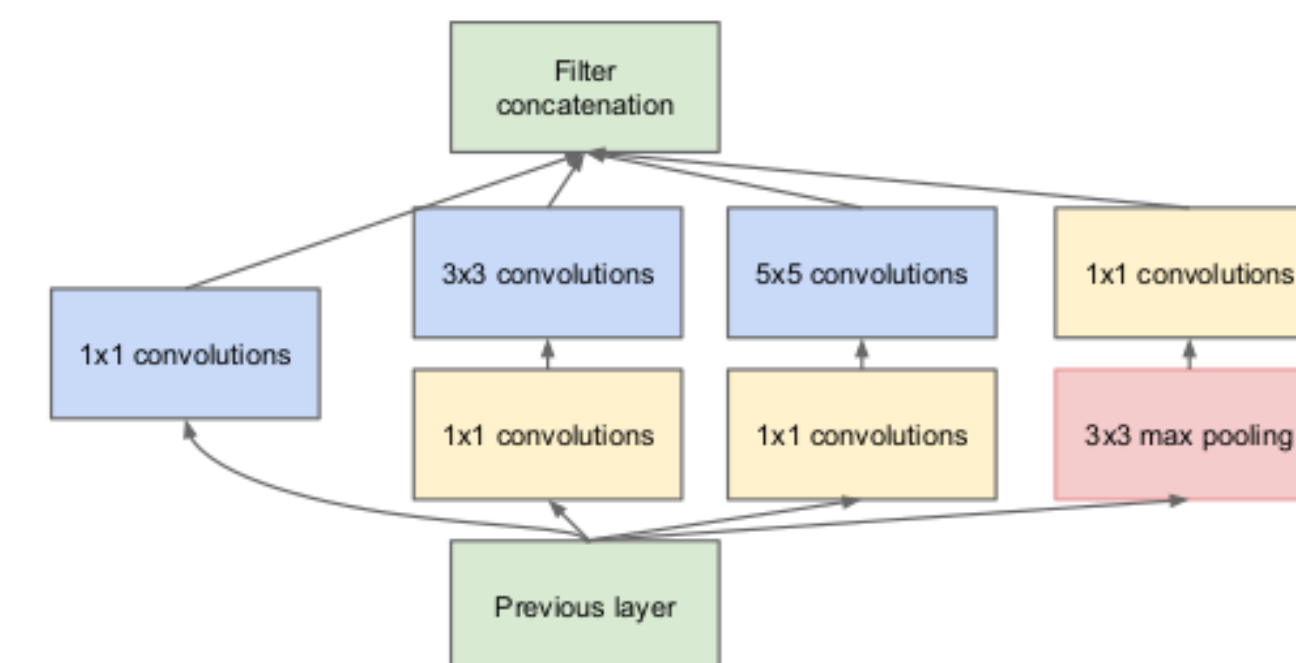 Filter
concatenation
3x3 convolutions
5x5 convolutions
1x1 convolutions
1x1 convolutions
1x1 convolutions
1x1 convolutions
3x3 max pooling
Previous layer